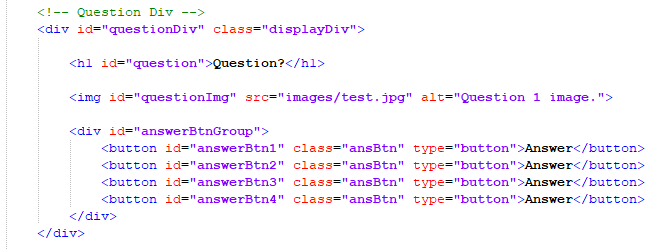 <!-- Question Div -->
<div id="questionDiv" class="displayDiv">
<h1 id="question">Question?</h1>
<img id="questionImg" src="images/test.jpg" alt="Question 1 image.">
<div id="answerBtnGroup">
<button id="answerBtn1" class="ansBtn" type="button">Answer</button>
<button id="answerBtn2" class="ansBtn" type="button">Answer</button>
<button id="answerBtn3" class="ansBtn" type="button">Answer</button>
<button id="answerBtn4" class="ansBtn" type="button">Answer</button>
</div>
</div>